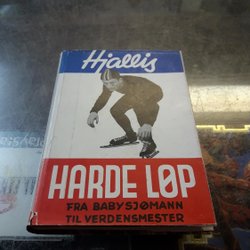 Hjallis
HARDE LØP
FRA BABYSJØMANN
TIL VERDENSMESTER